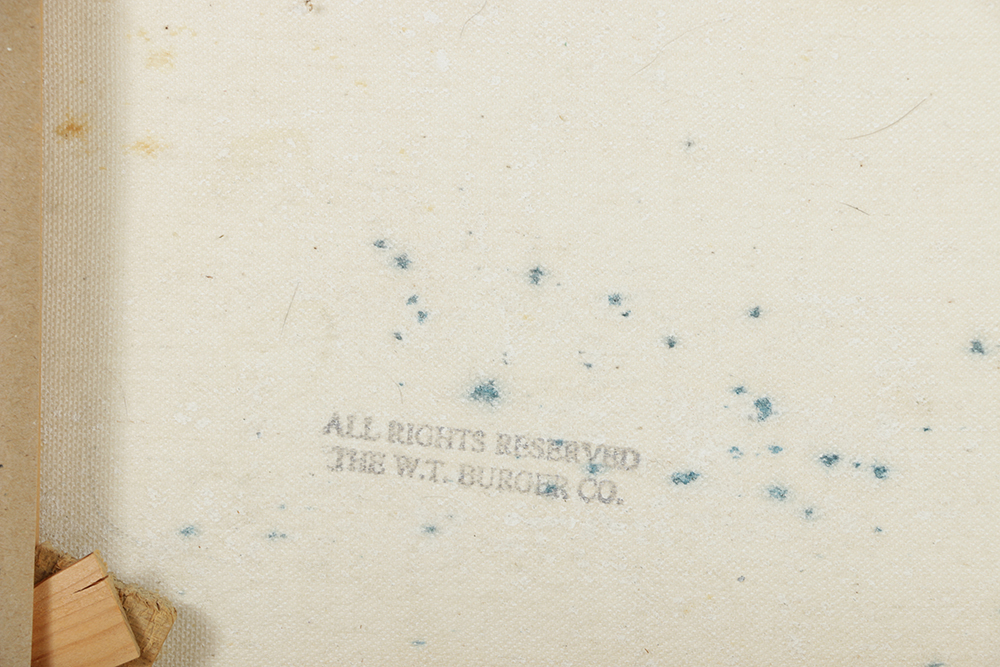 ALL RIGHTS RESERVED
THE W.T. BURGER CO.